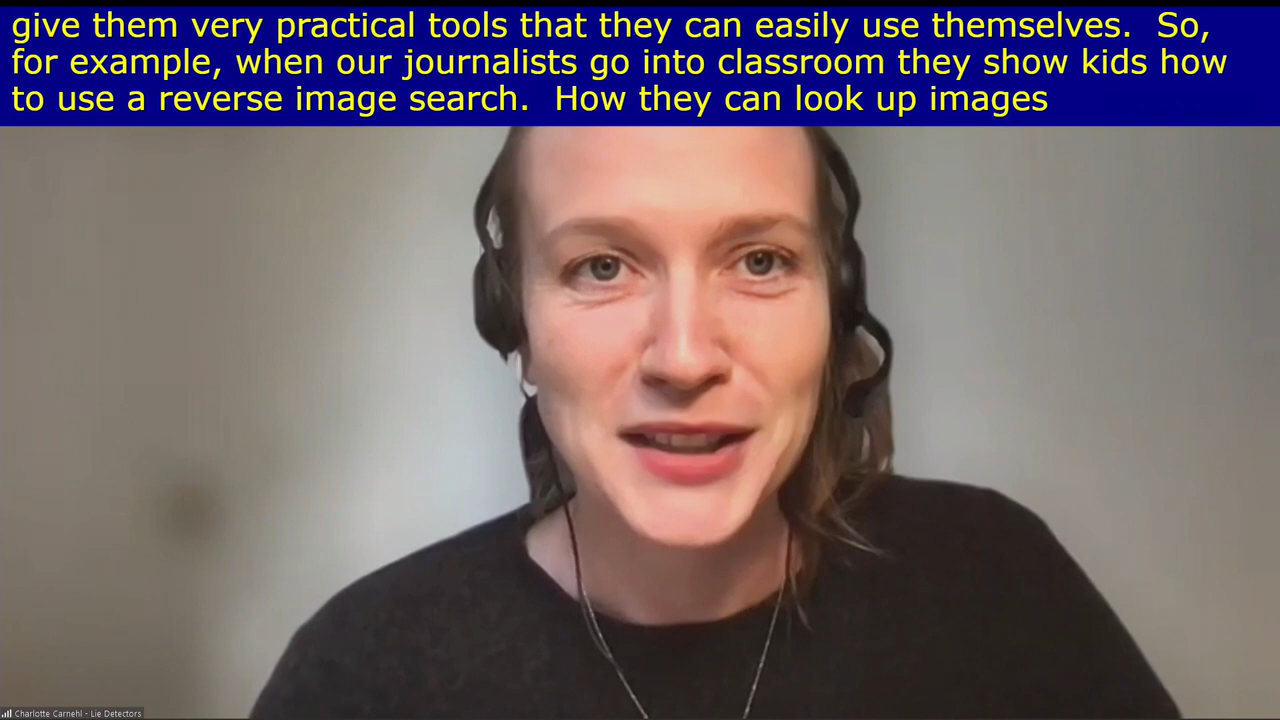 give them very practical tools that they can easily use themselves.  So,
for example, when our journalists go into classroom they show kids how
to use a reverse image search.  How they can look up images
Charlotte Carnehl - Lie Detectors